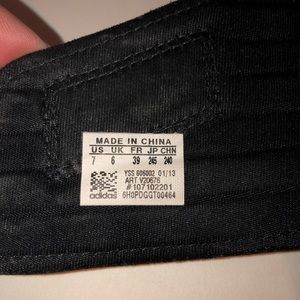 MADE IN CHINA
US UK FR JP CHN
7 6 39 245 240
YSS 606002 01/13
ART V20676
#107102201
adidas 6H0PDGGT00464